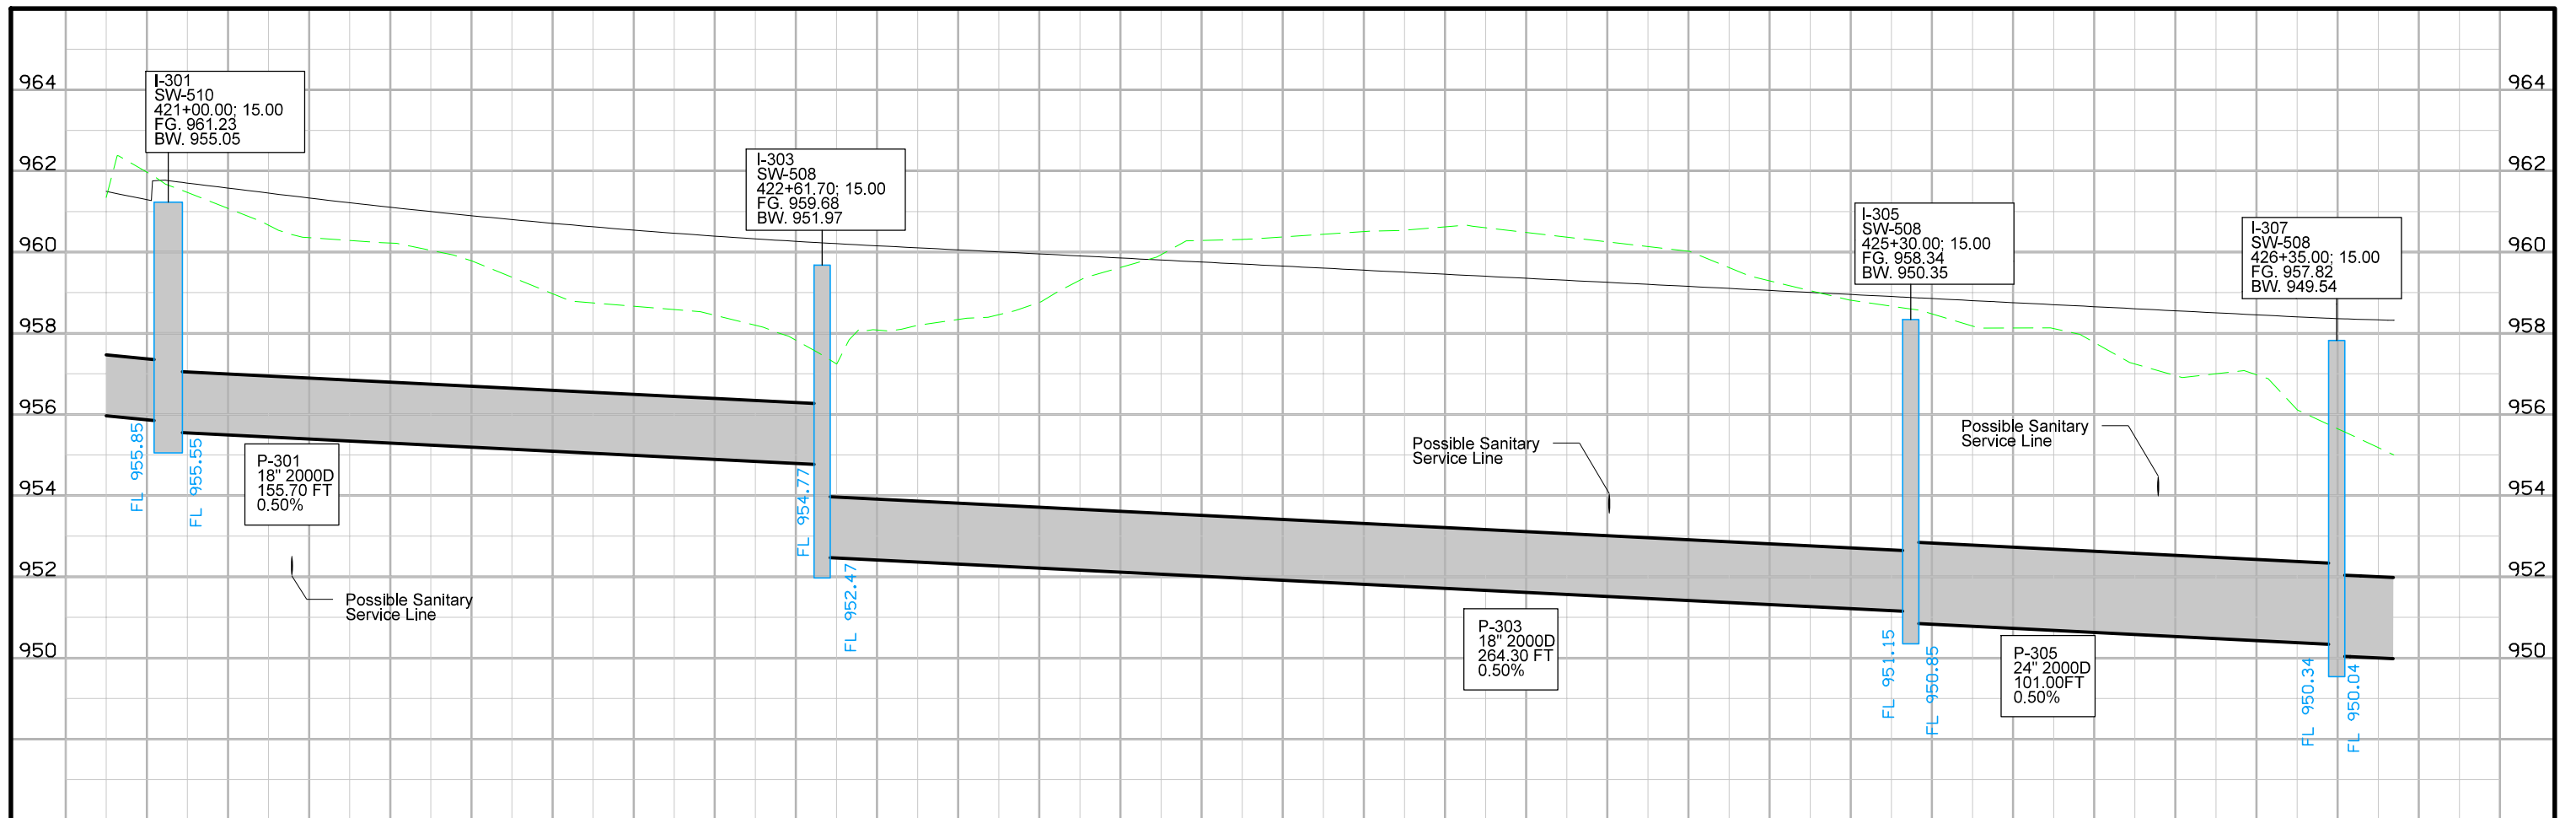 964
962
960
958
956
954
952
950
I-301
SW-510
421+00.00; 15.00
FG. 961.23
BW. 955.05
I-303
SW-508
422+61.70; 15.00
FG. 959.68
BW. 951.97
I-305
SW-508
425+30.00; 15.00
FG. 958.34
BW. 950.35
I-307
SW-508
426+35.00; 15.00
FG. 957.82
BW. 949.54
FL 955.85
FL 955.55
P-301
18" 2000D
155.70 FT
0.50%
Possible Sanitary
Service Line
FL 954.77
FL 952.47
Possible Sanitary
Service Line
P-303
18" 2000D
264.30 FT
0.50%
FL 951.15
FL 950.85
Possible Sanitary
Service Line
P-305
24" 2000D
101.00FT
0.50%
FL 950.34
FL 950.04
964
962
960
958
956
954
952
950